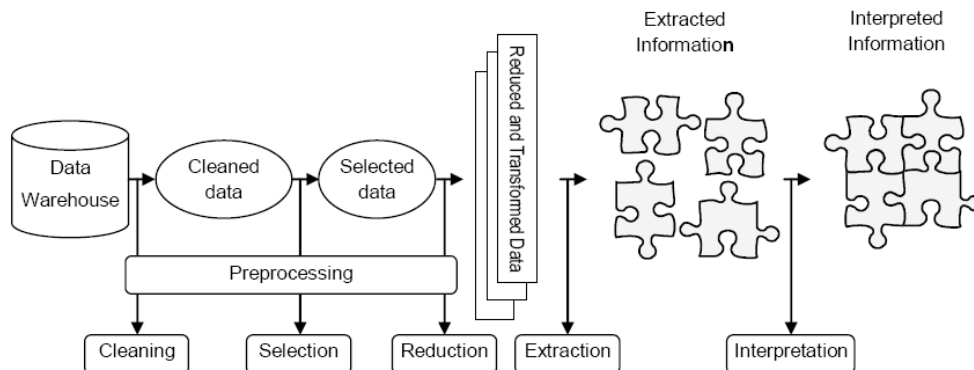 Extracted
Information
Interpreted
Information
Reduced and Transformed Data
Data
Warehouse
Cleaned
data
Selected
data
Preprocessing
Cleaning
Selection
Reduction
Extraction
Interpretation